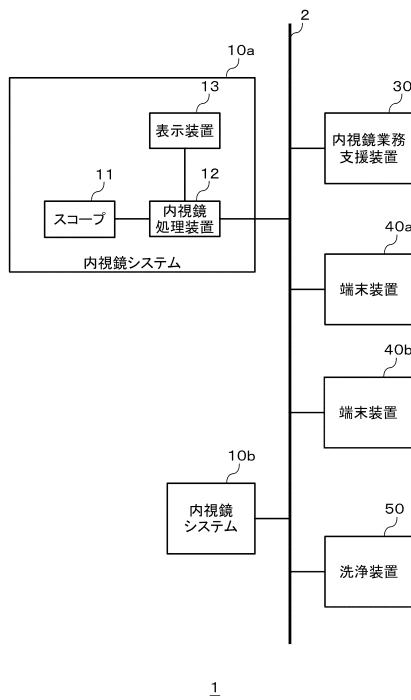 2
10a
13
表示装置
11
スコープ
12
内視鏡
処理装置
内視鏡システム
30
内視鏡業務
支援装置
40a
端末装置
40b
端末装置
10b
内視鏡
システム
50
洗浄装置
1